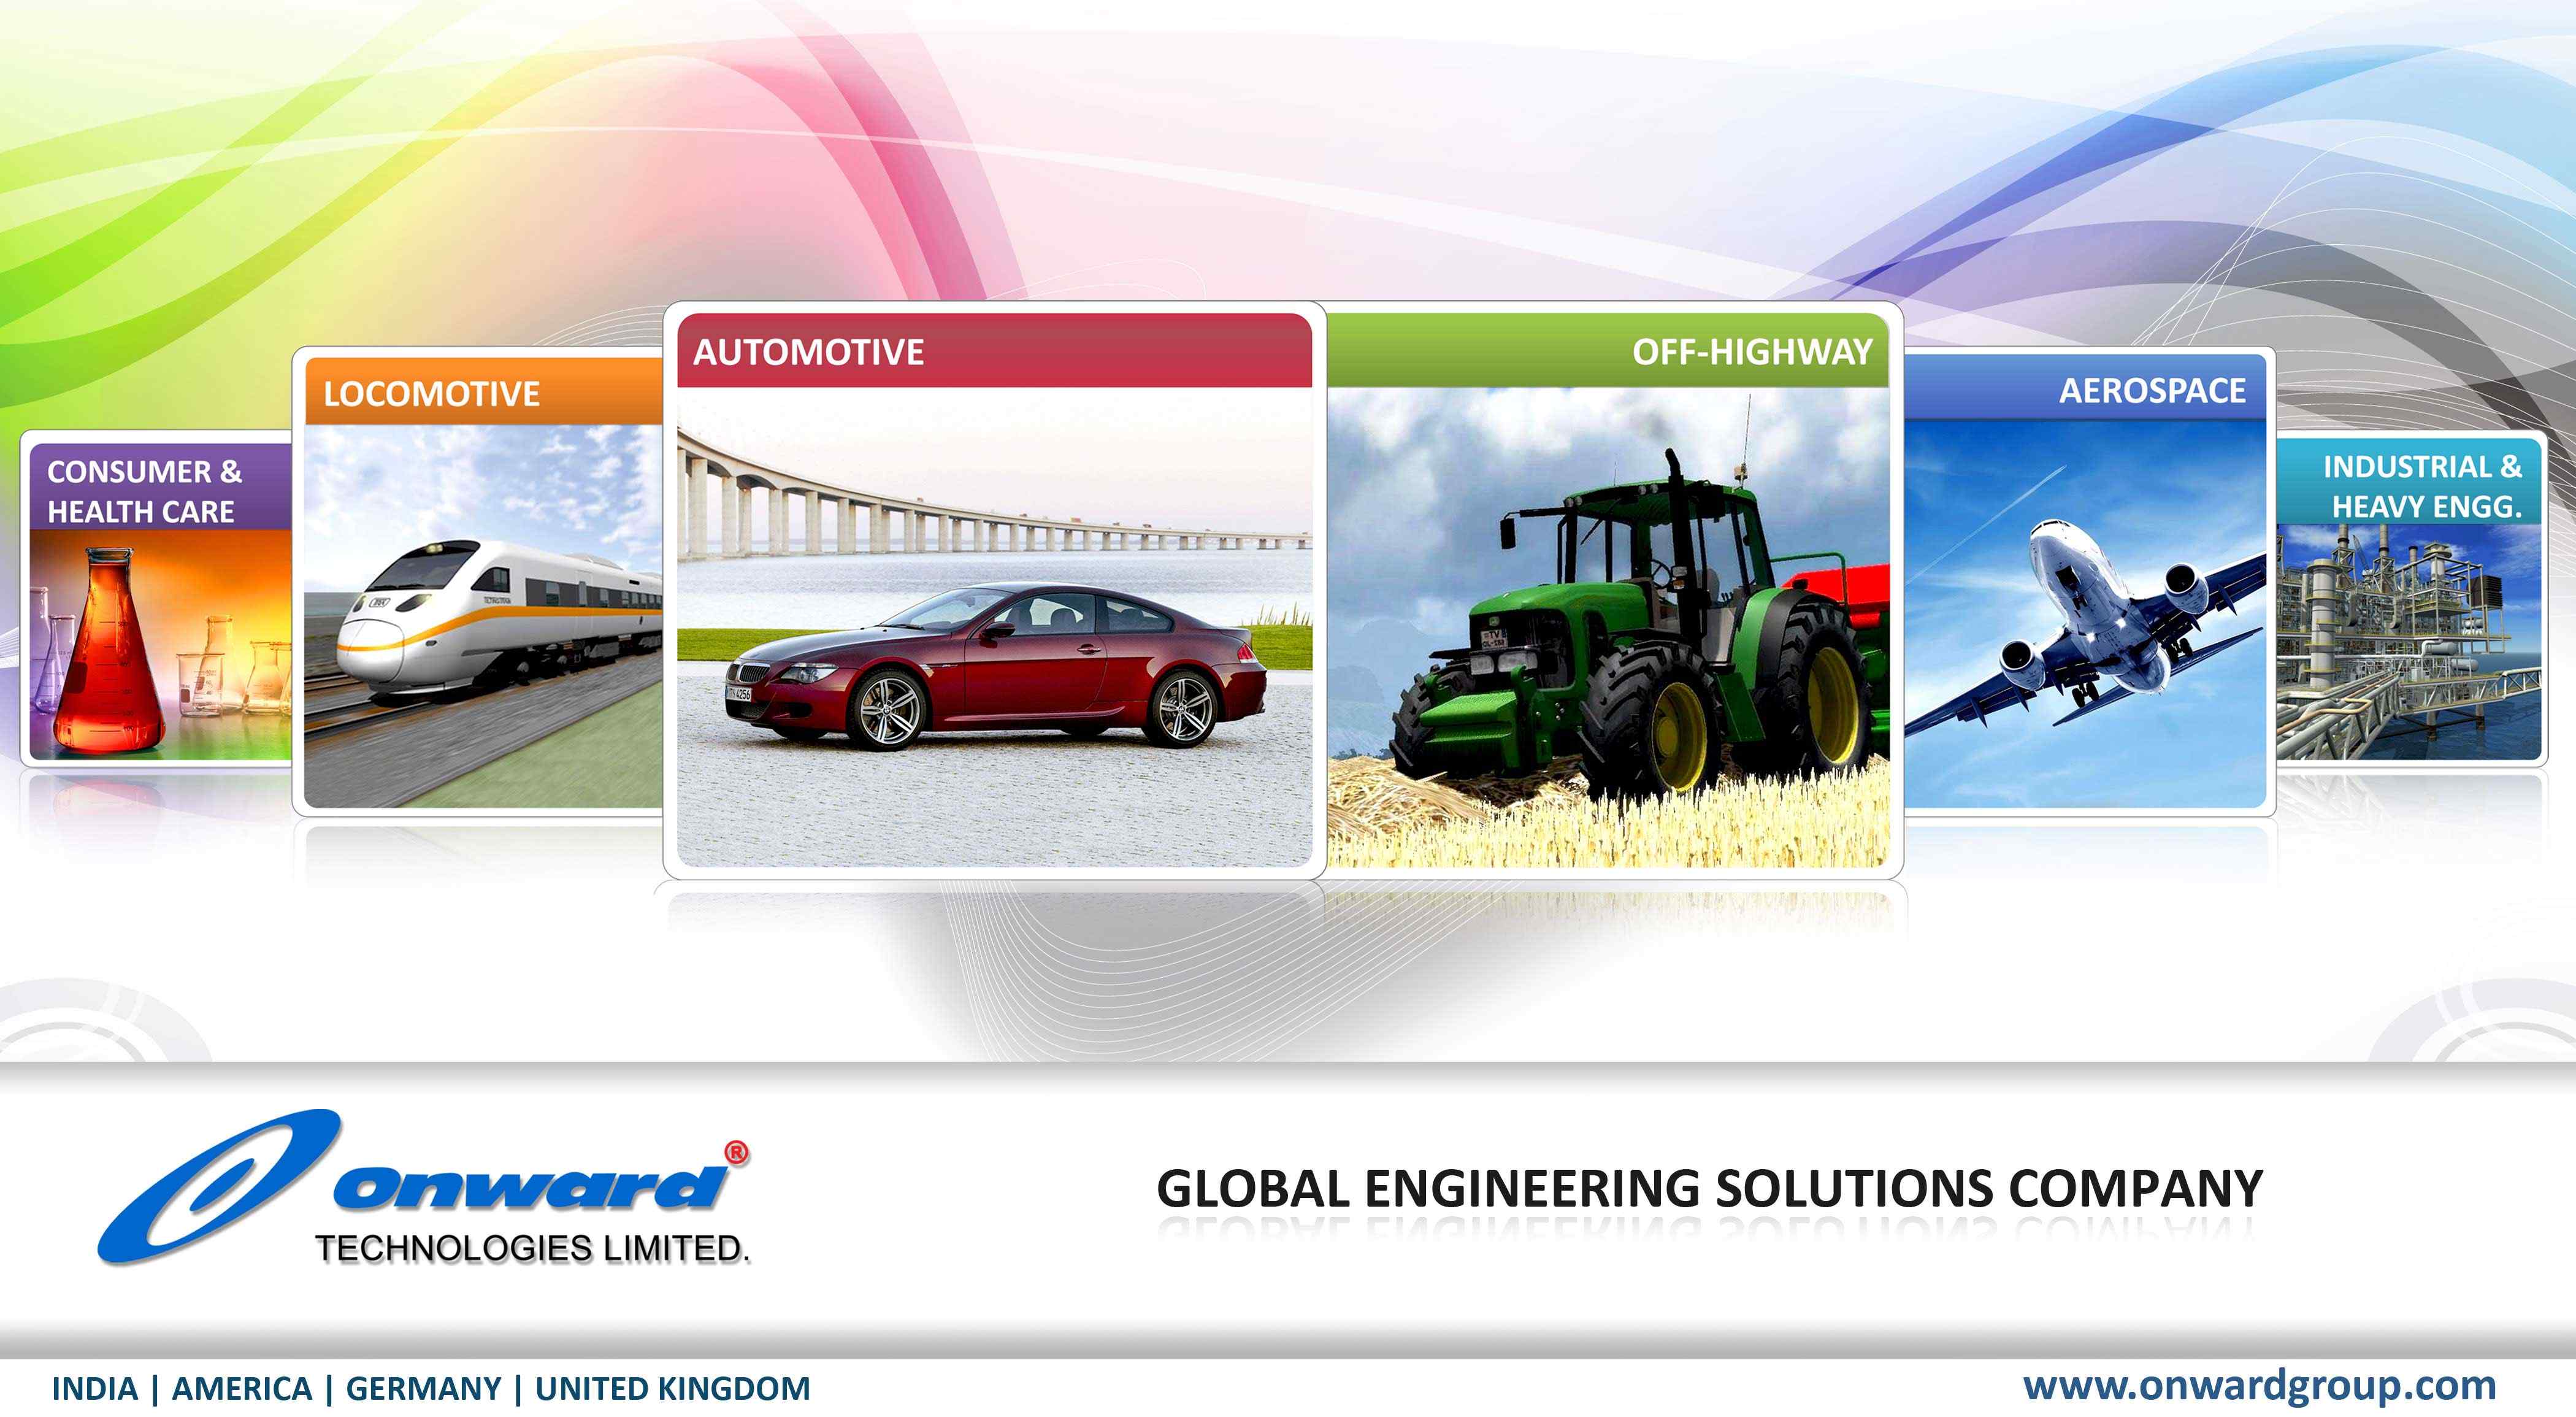 CONSUMER &
HEALTH CARE
LOCOMOTIVE
AUTOMOTIVE
OFF-HIGHWAY
AEROSPACE
INDUSTRIAL &
HEAVY ENGG.
onward®
TECHNOLOGIES LIMITED.
GLOBAL ENGINEERING SOLUTIONS COMPANY
INDIA | AMERICA | GERMANY | UNITED KINGDOM
www.onwardgroup.com